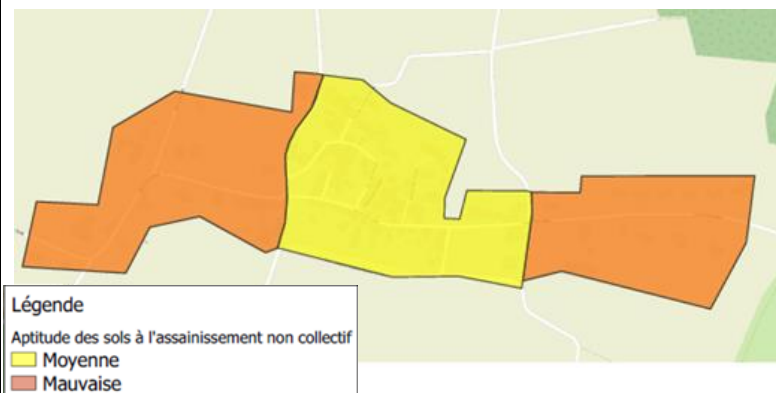 Légende
Aptitude des sols à l'assainissement non collectif
Moyenne
Mauvaise